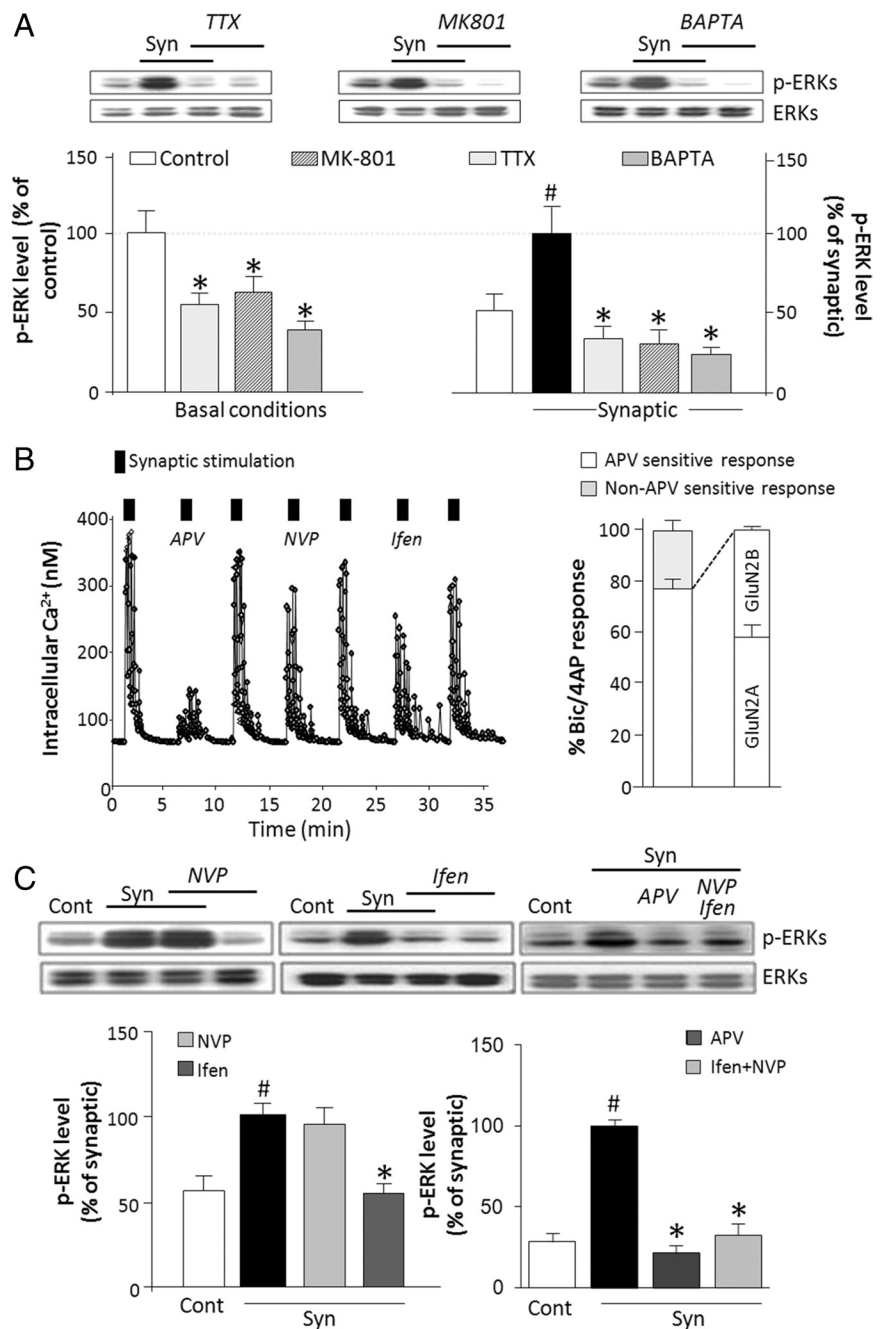 A
TTX
MK801
BAPTA
Syn
Syn
Syn
p-ERKs
ERKs
150
100
50
0
p-ERK level (% of
control)
Control
MK-801
TTX
BAPTA
* * *
Basal conditions
#
* * *
Synaptic
150
100
50
0
p-ERK level
(% of synaptic)
B
Synaptic stimulation
APV
NVP
Ifen
400
300
200
100
0
Intracellular Ca²⁺ (nM)
0 5 10 15 20 25 30 35
Time (min)
APV sensitive response
Non-APV sensitive response
100
80
60
40
20
0
% Bic/4AP response
GluN2B
GluN2A
C
NVP
Cont Syn
Ifen
Cont Syn
Syn
Cont APV NVP
Ifen
p-ERKs
ERKs
150
100
50
0
p-ERK level
(% of synaptic)
NVP
Ifen
#
*
Cont
Syn
150
100
50
0
p-ERK level
(% of synaptic)
APV
Ifen+NVP
#
* *
Cont
Syn